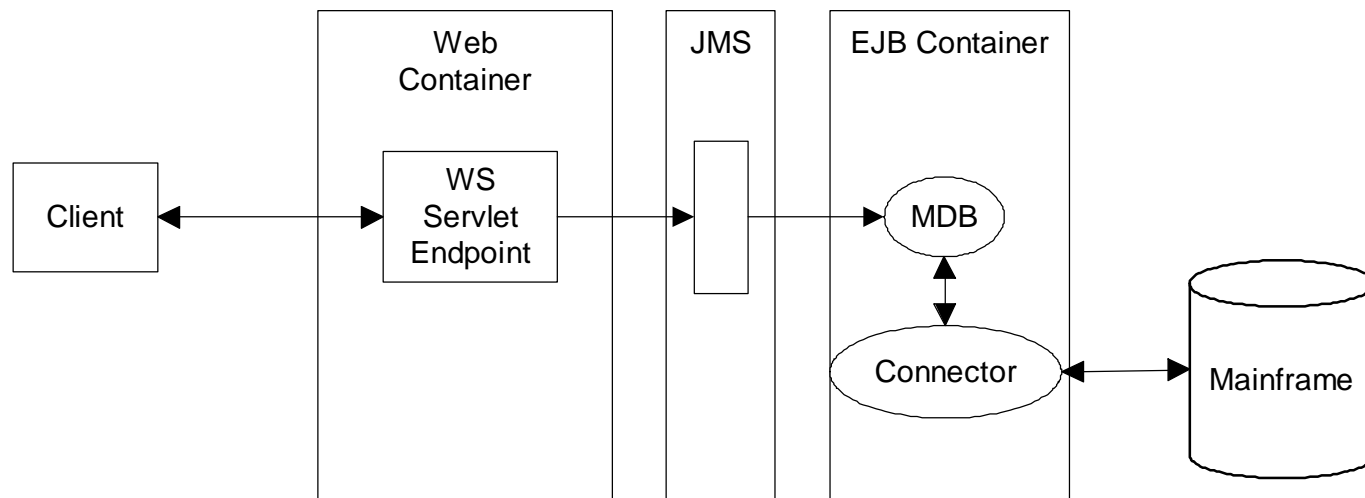 Web
Container
JMS
EJB Container
Client
WS
Servlet
Endpoint
MDB
Connector
Mainframe